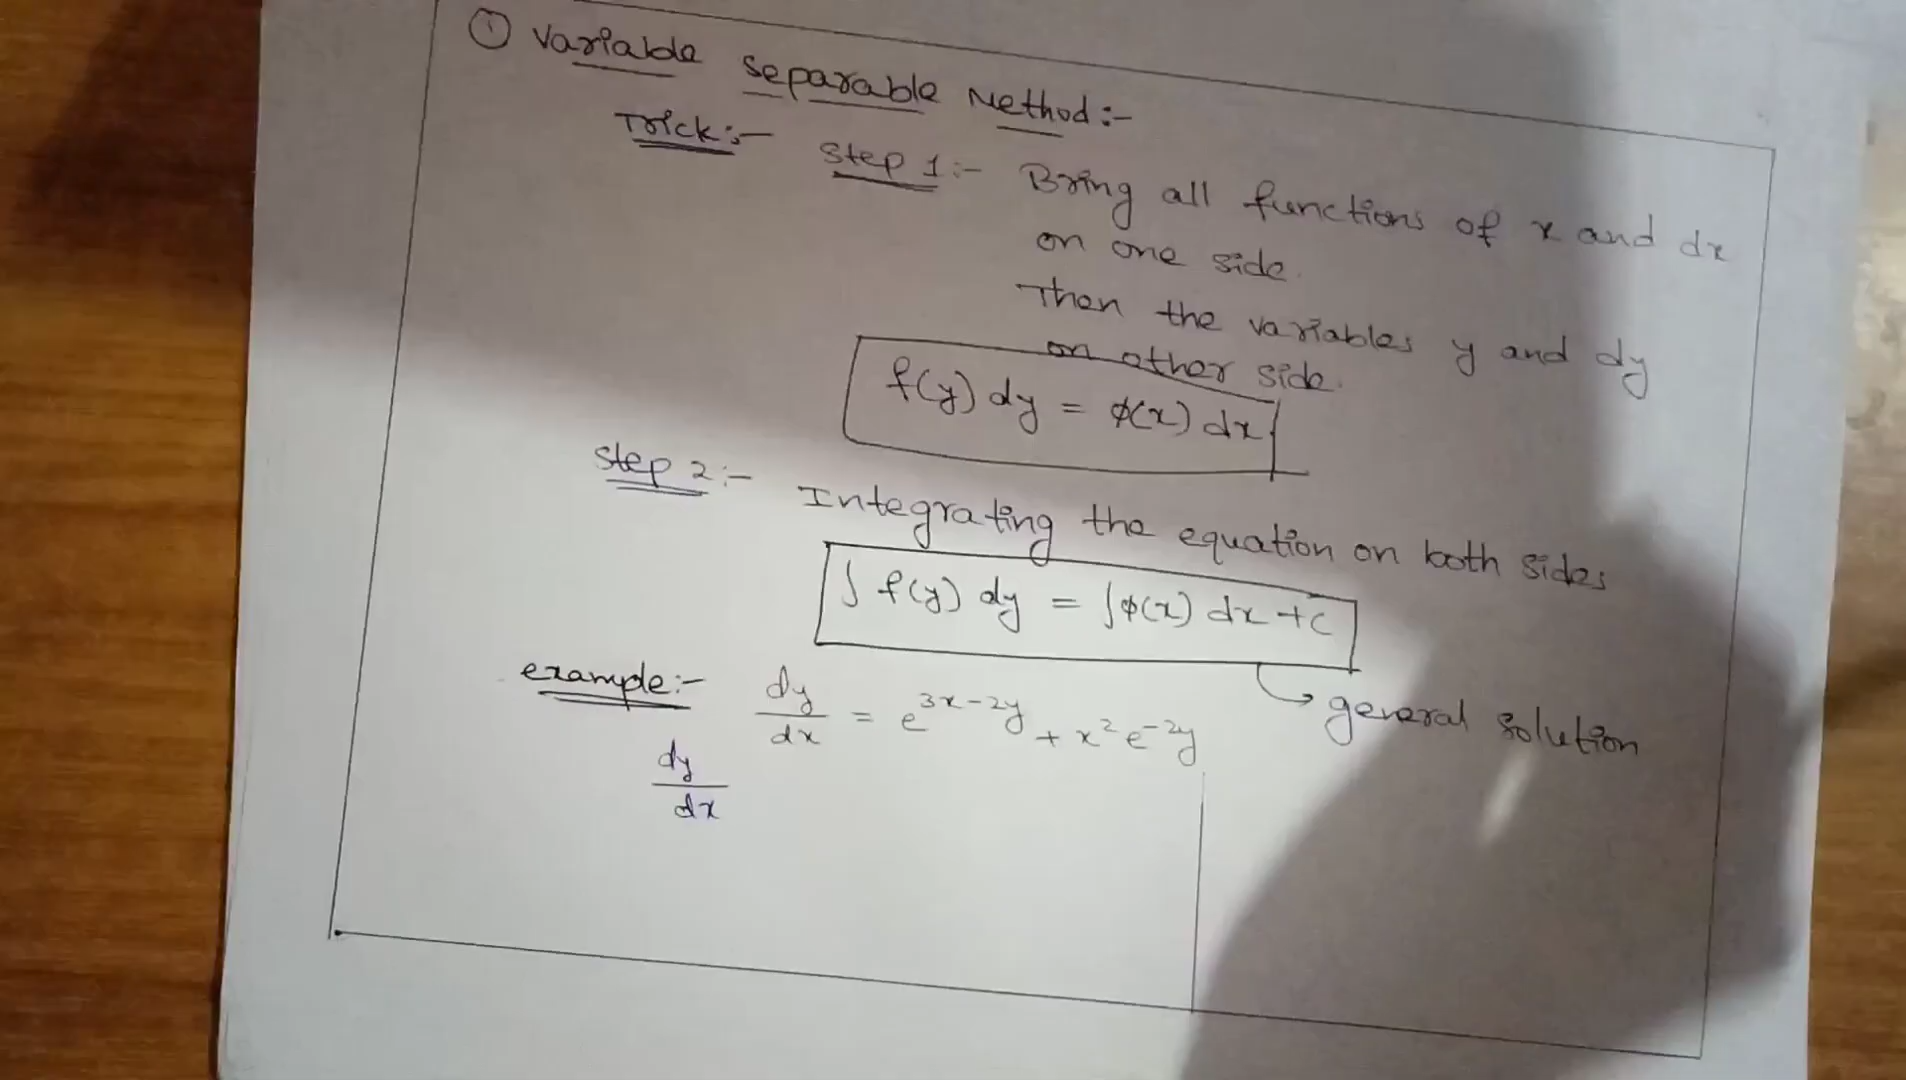 ① Variable Separable Method:-
Trick:- Step 1:- Bring all functions of x and dx
on one side.
Then the variables y and dy
on other side.
f(y) dy = ϕ(x) dx
Step 2:- Integrating the equation on both sides
∫ f(y) dy = ∫ϕ(x) dx + c
general solution
example:- dy/dx = e^{3x-2y} + x² e^{-2y}
dy/dx